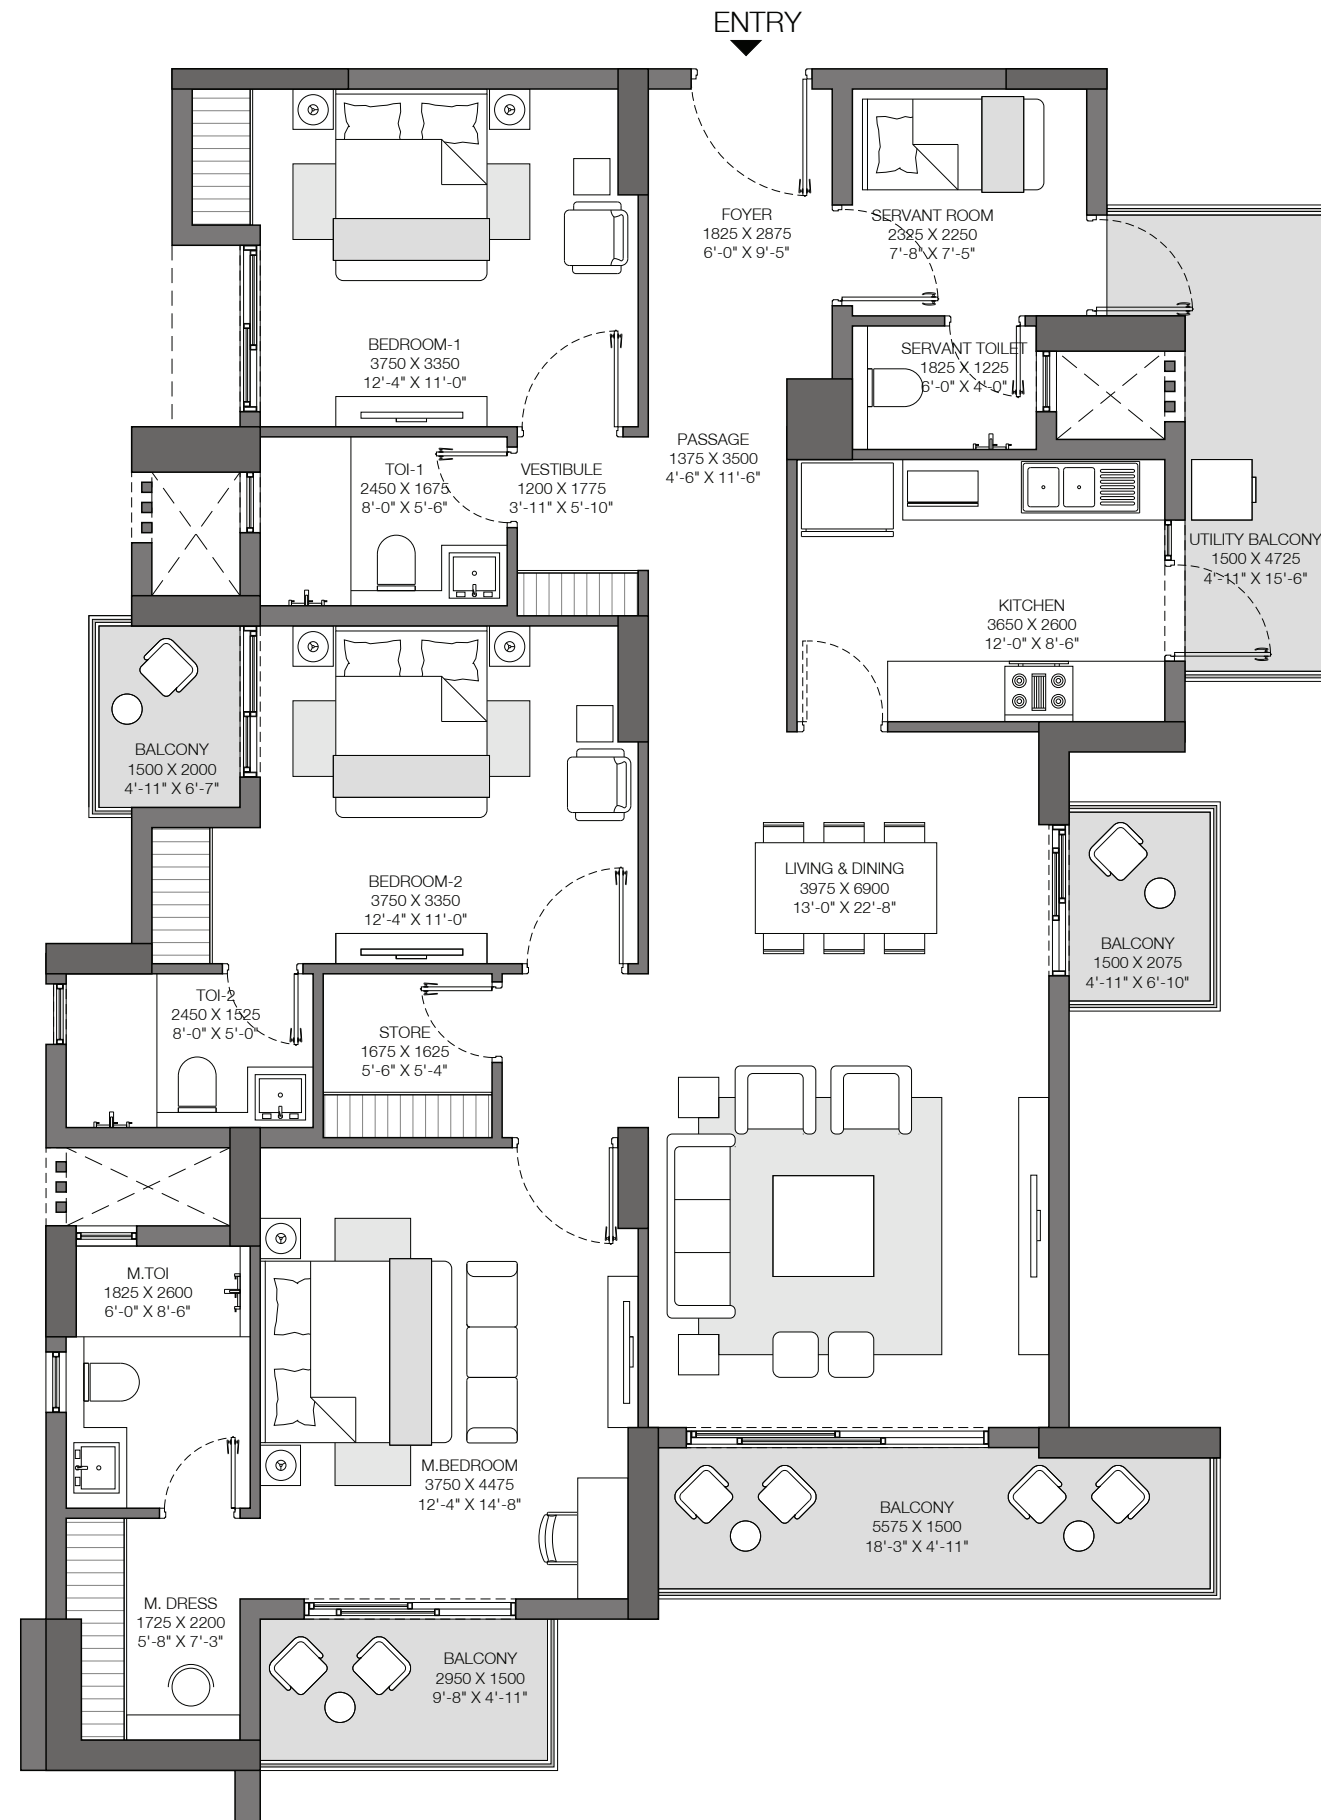 ENTRY
FOYER
1825 X 2875
6'-0" X 9'-5"
SERVANT ROOM
2325 X 2250
7'-8" X 7'-5"
BEDROOM-1
3750 X 3350
12'-4" X 11'-0"
SERVANT TOILET
1825 X 1225
6'-0" X 4'-0"
PASSAGE
1375 X 3500
4'-6" X 11'-6"
TOI-1
2450 X 1675
8'-0" X 5'-6"
VESTIBULE
1200 X 1775
3'-11" X 5'-10"
UTILITY BALCONY
1500 X 4725
4'-11" X 15'-6"
KITCHEN
3650 X 2600
12'-0" X 8'-6"
BALCONY
1500 X 2000
4'-11" X 6'-7"
BEDROOM-2
3750 X 3350
12'-4" X 11'-0"
LIVING & DINING
3975 X 6900
13'-0" X 22'-8"
BALCONY
1500 X 2075
4'-11" X 6'-10"
TOI-2
2450 X 1525
8'-0" X 5'-0"
STORE
1675 X 1625
5'-6" X 5'-4"
M.TOI
1825 X 2600
6'-0" X 8'-6"
M.BEDROOM
3750 X 4475
12'-4" X 14'-8"
BALCONY
5575 X 1500
18'-3" X 4'-11"
M. DRESS
1725 X 2200
5'-8" X 7'-3"
BALCONY
2950 X 1500
9'-8" X 4'-11"